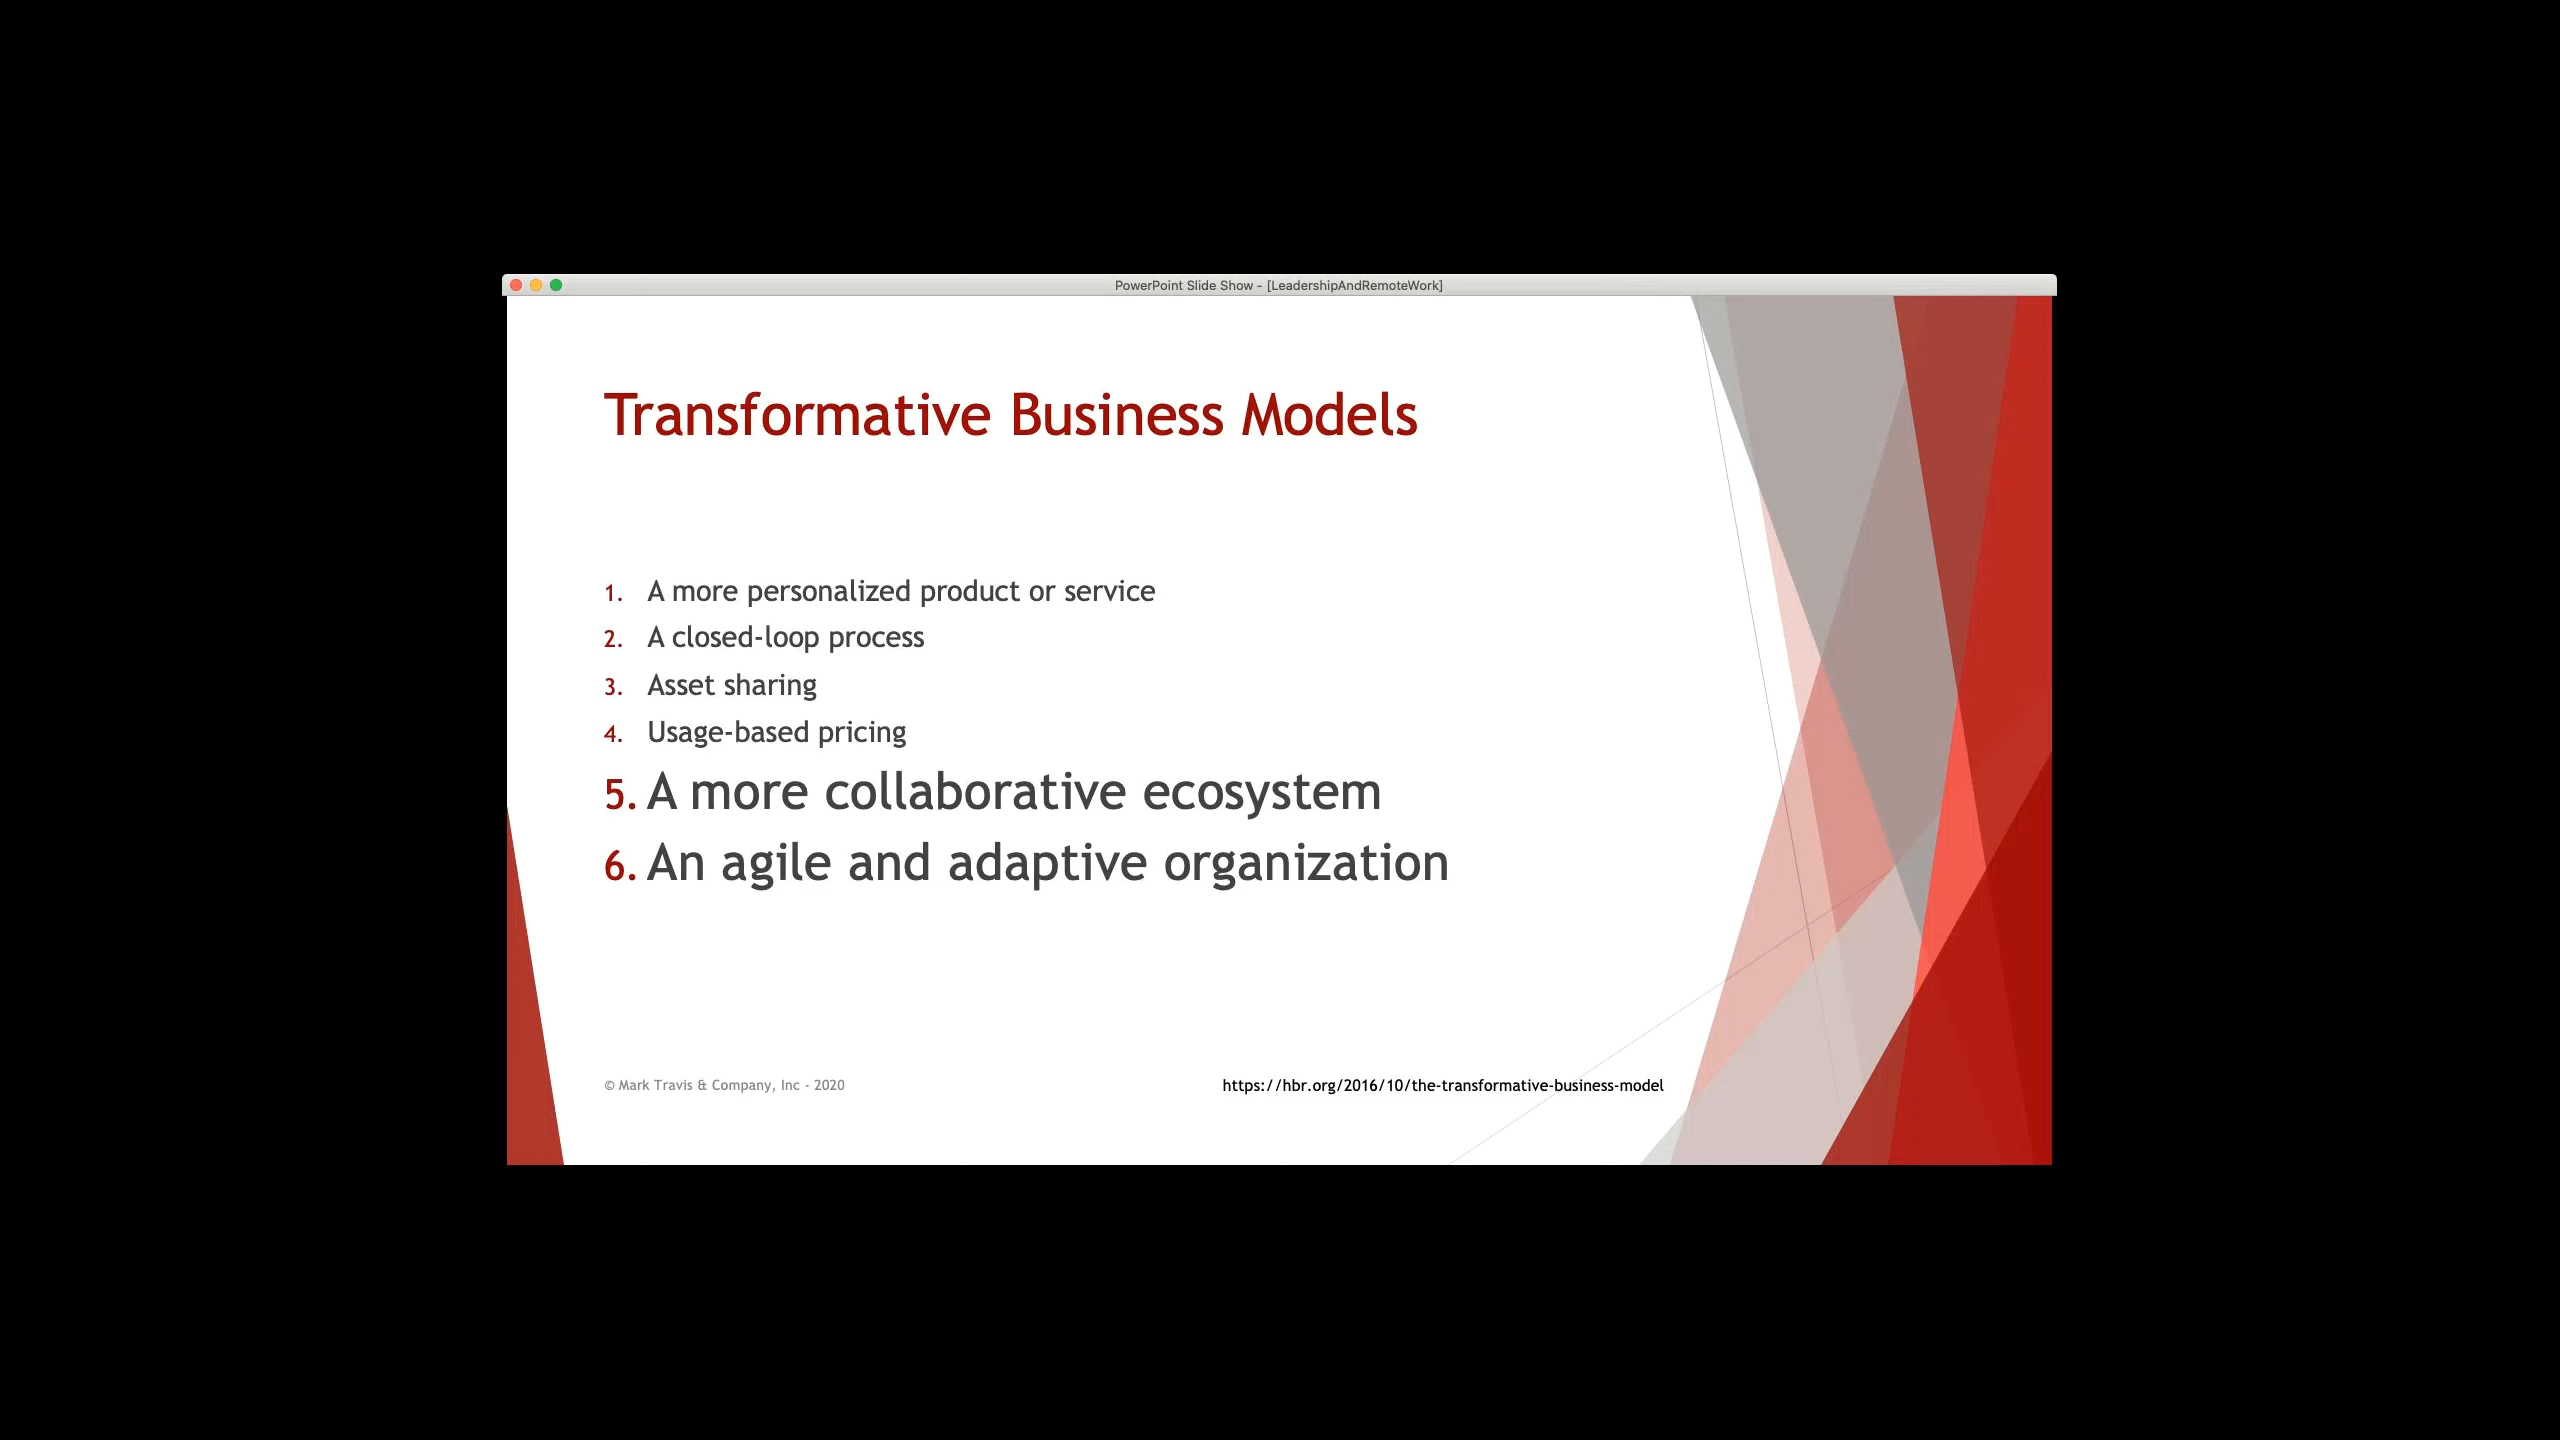 PowerPoint Slide Show - [LeadershipAndRemoteWork]
Transformative Business Models
1. A more personalized product or service
2. A closed-loop process
3. Asset sharing
4. Usage-based pricing
5. A more collaborative ecosystem
6. An agile and adaptive organization
© Mark Travis & Company, Inc - 2020
https://hbr.org/2016/10/the-transformative-business-model